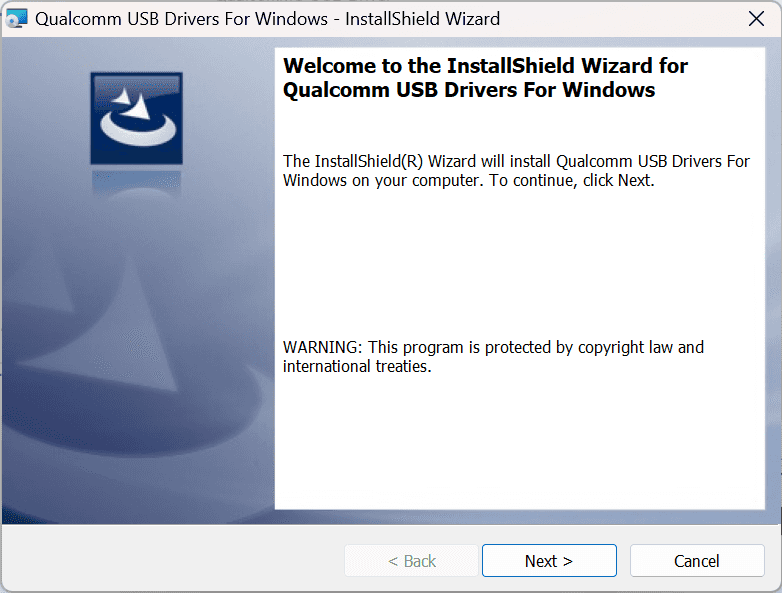 Qualcomm USB Drivers For Windows - InstallShield Wizard
Welcome to the InstallShield Wizard for
Qualcomm USB Drivers For Windows
The InstallShield(R) Wizard will install Qualcomm USB Drivers For
Windows on your computer. To continue, click Next.
WARNING: This program is protected by copyright law and
international treaties.
< Back
Next >
Cancel